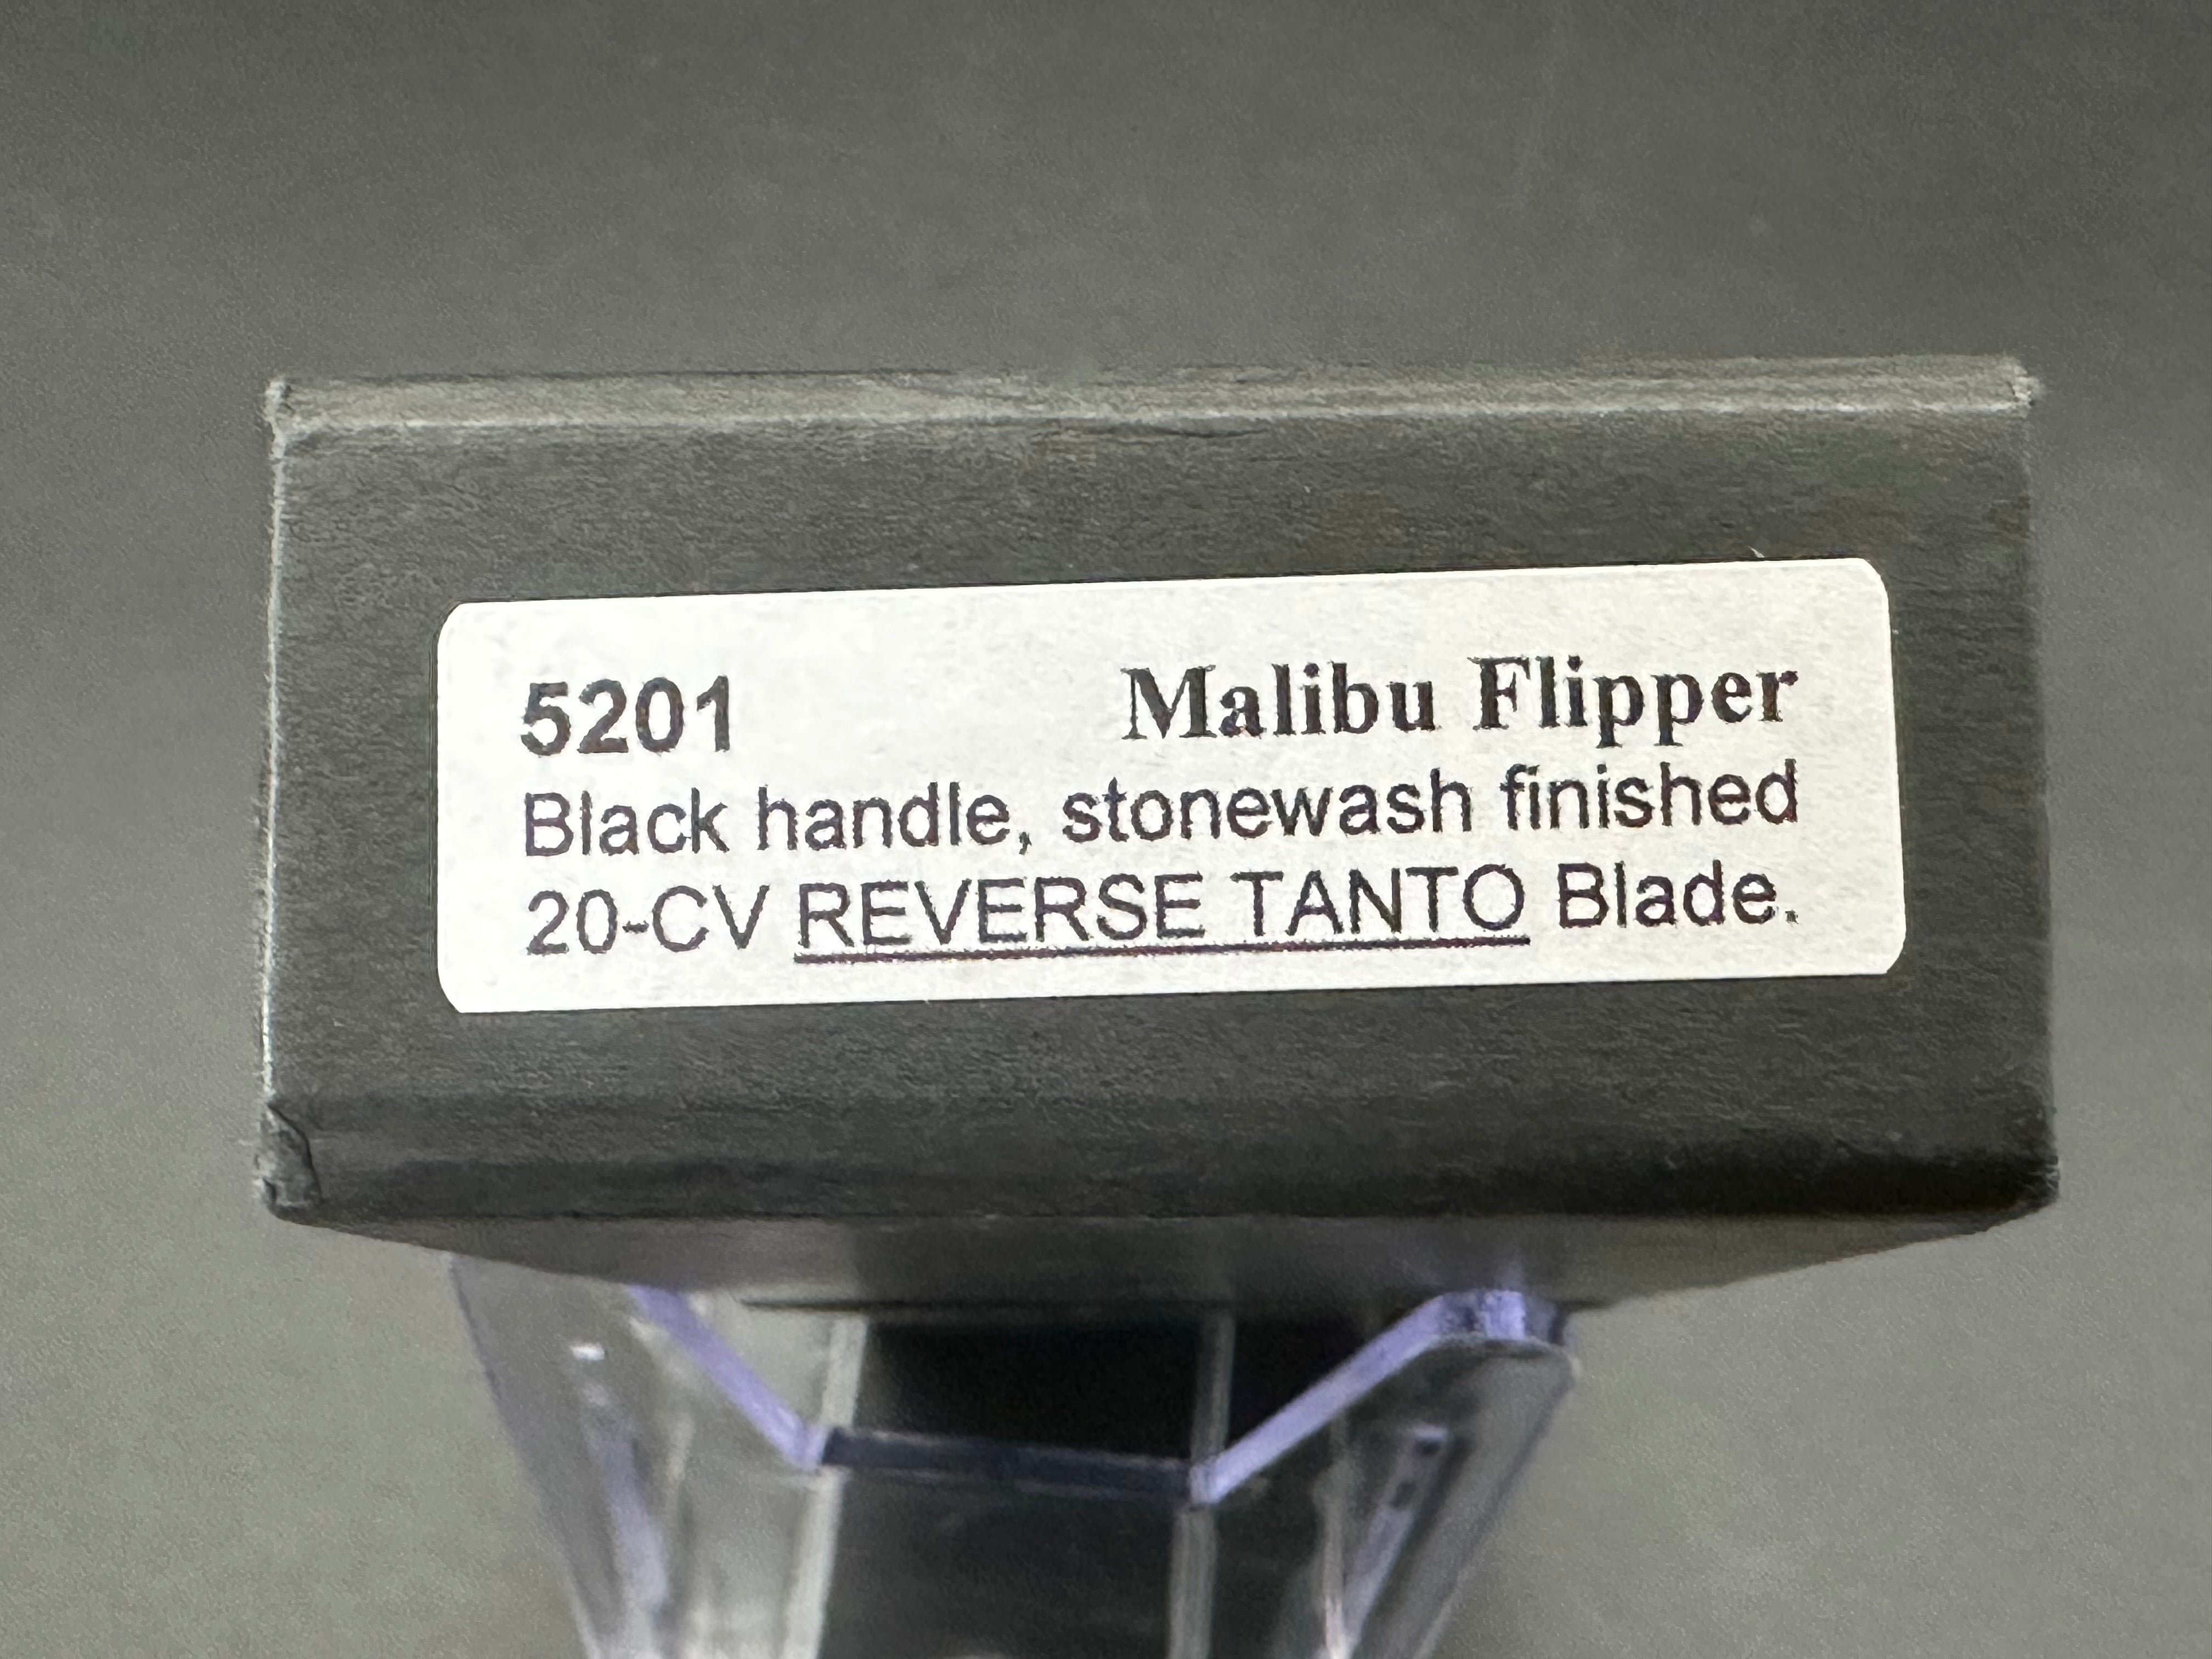 5201 Malibu Flipper
Black handle, stonewash finished
20-CV REVERSE TANTO Blade.